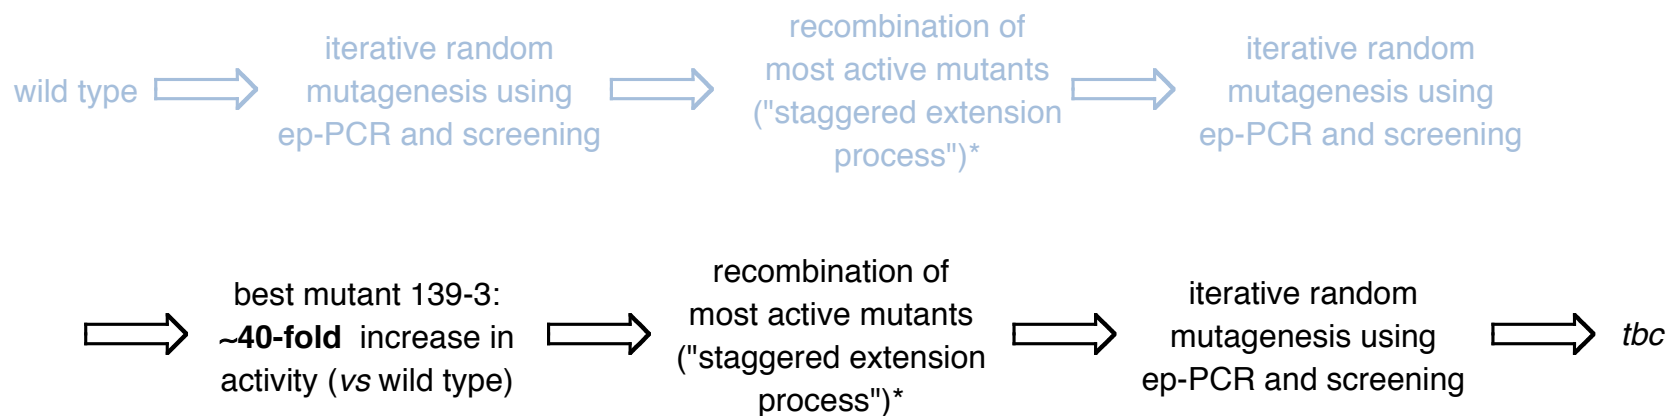 wild type
iterative random
mutagenesis using
ep-PCR and screening
recombination of
most active mutants
("staggered extension
process")*
iterative random
mutagenesis using
ep-PCR and screening
best mutant 139-3:
~40-fold increase in
activity (vs wild type)
recombination of
most active mutants
("staggered extension
process")*
iterative random
mutagenesis using
ep-PCR and screening
tbc